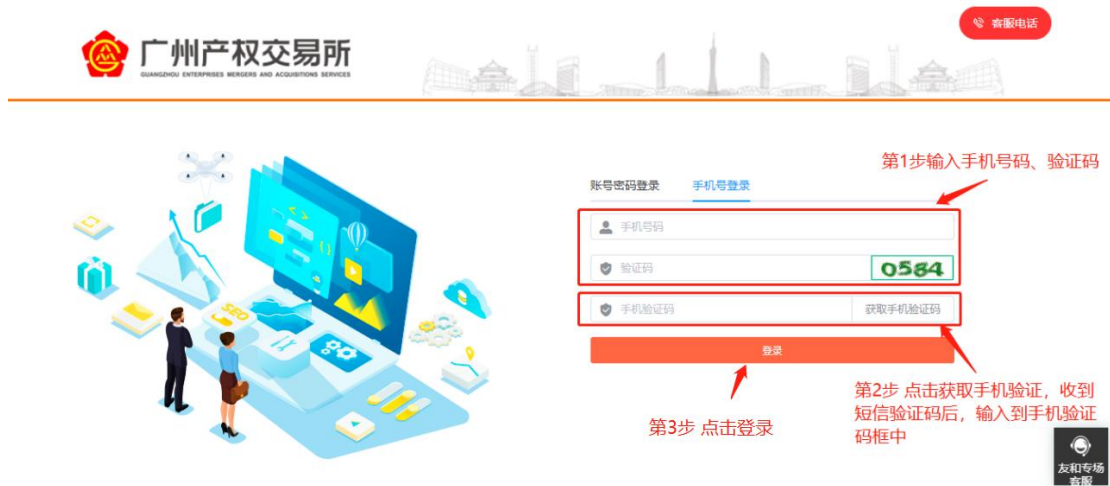 客服电话
广州产权交易所
GUANGZHOU ENTERPRISES MERGERS AND ACQUISITIONS SERVICES
第1步输入手机号码、验证码
账号密码登录 手机号登录
手机号码
验证码 0584
手机验证码 获取手机验证码
登录
SEO
第2步 点击获取手机验证，收到
短信验证码后，输入到手机验证
码框中
第3步 点击登录
友和专场
客服